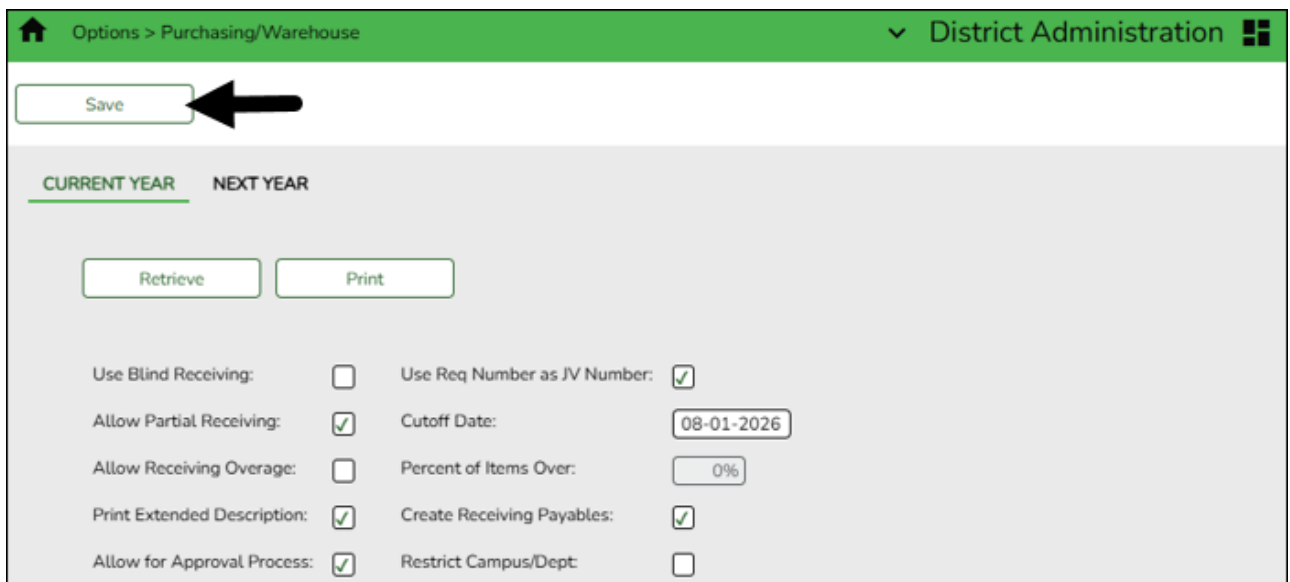 Options > Purchasing/Warehouse District Administration
Save
CURRENT YEAR NEXT YEAR
Retrieve Print
Use Blind Receiving: Use Req Number as JV Number:
Allow Partial Receiving: Cutoff Date: 08-01-2026
Allow Receiving Overage: Percent of Items Over: 0%
Print Extended Description: Create Receiving Payables:
Allow for Approval Process: Restrict Campus/Dept: